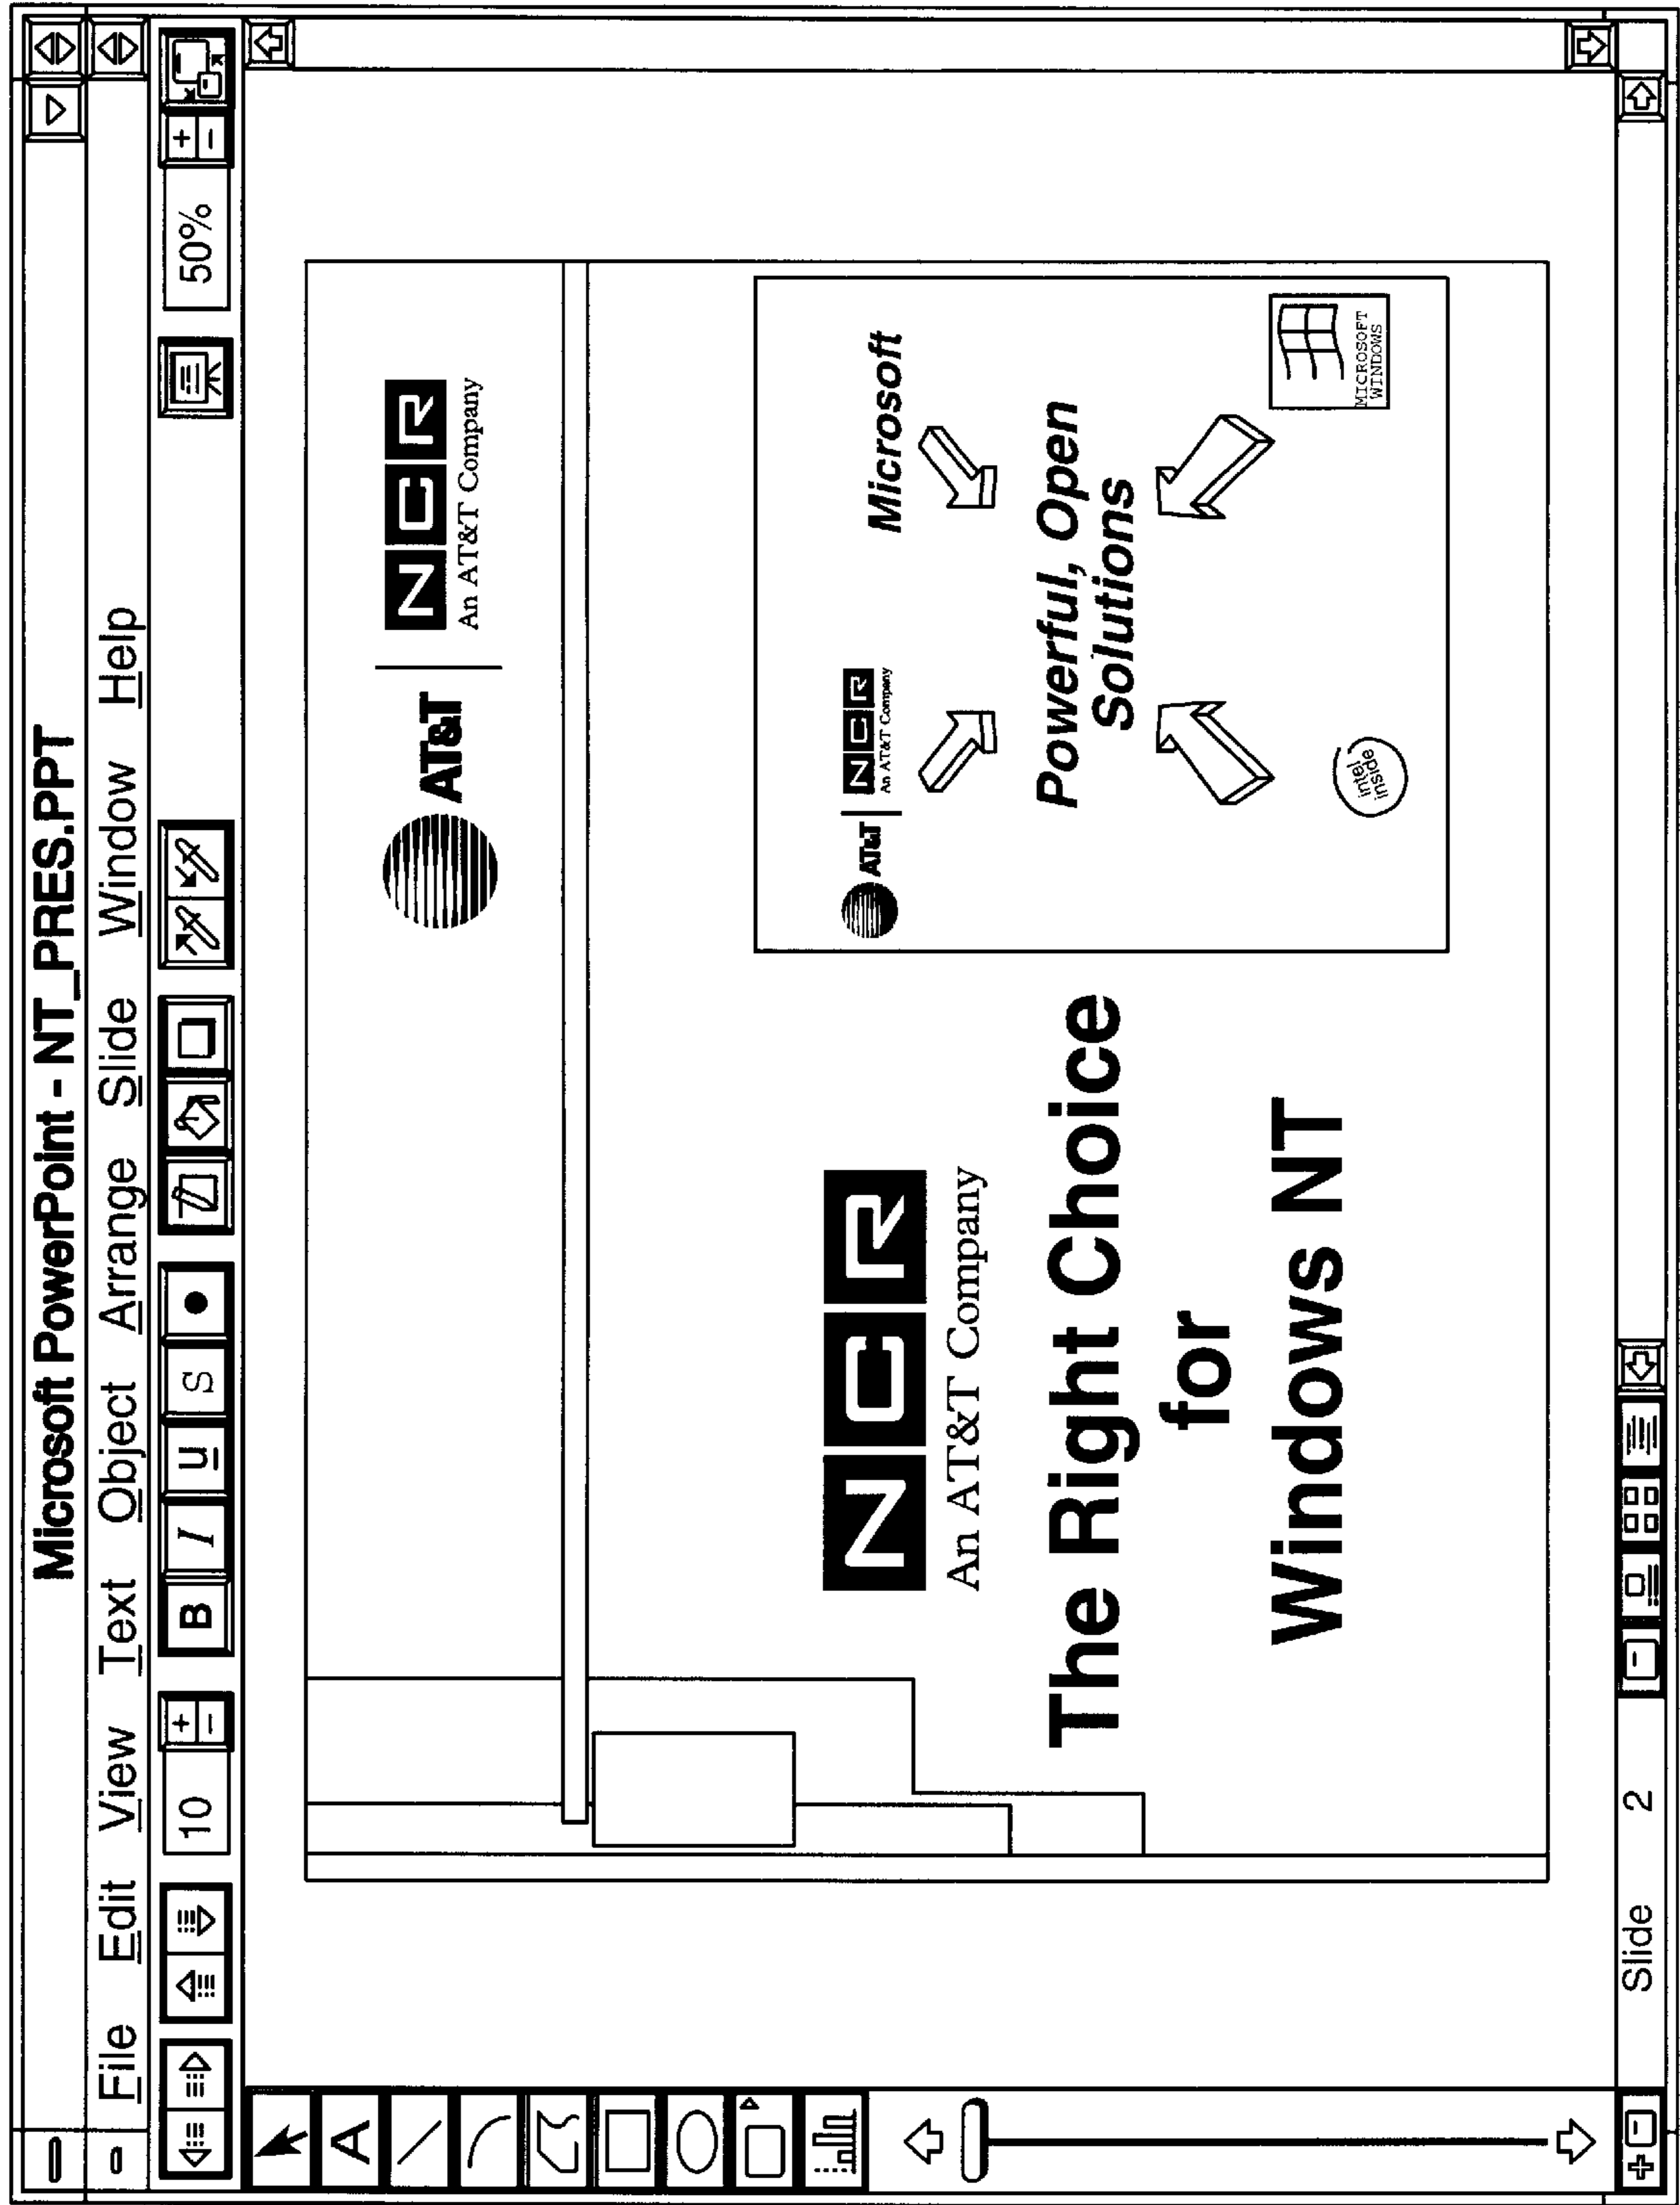 Microsoft PowerPoint - NT_PRES.PPT
File Edit View Text Object Arrange Slide Window Help
10 + - B I U S 50% + -
A
AT&T NCR
An AT&T Company
NCR
An AT&T Company
The Right Choice
for
Windows NT
AT&T NCR
An AT&T Company
Microsoft
Powerful, Open
Solutions
intel
inside
MICROSOFT
WINDOWS
Slide 2